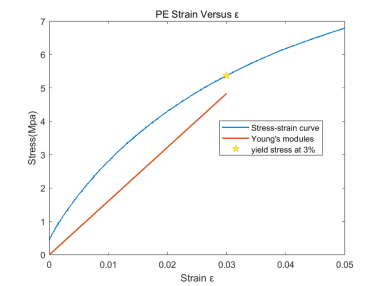 PE Strain Versus ε
7
6
5
4
3
2
1
0
Stress(Mpa)
Stress-strain curve
Young's modules
yield stress at 3%
0 0.01 0.02 0.03 0.04 0.05
Strain ε